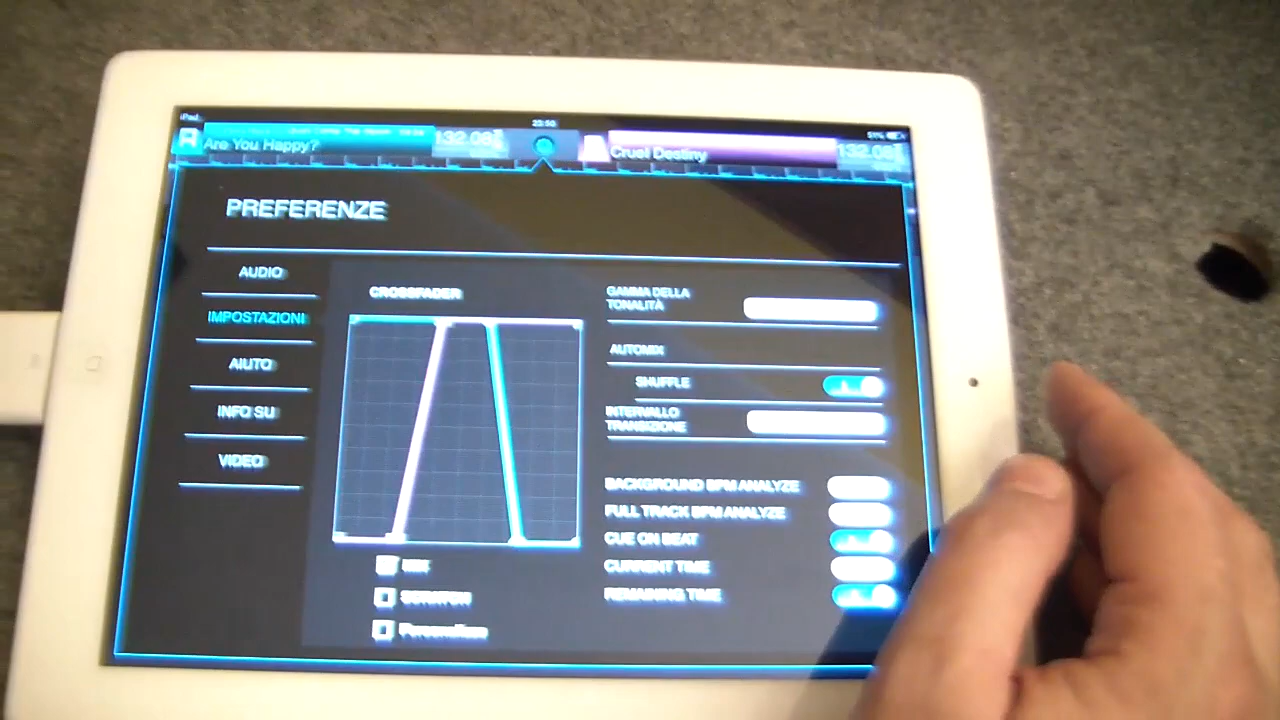 iPad
23:50
51%
Are You Happy?
132.08
Cruel Destiny
132.08
PREFERENZE
AUDIO
IMPOSTAZIONI
AIUTO
INFO SU
VIDEO
CROSSFADER
MIX
SCRATCH
GAMMA DELLA
TONALITÀ
AUTOMIX
SHUFFLE
INTERVALLO
TRANSIZIONE
BACKGROUND BPM ANALYZE
FULL TRACK BPM ANALYZE
CUE ON BEAT
CURRENT TIME
REMAINING TIME